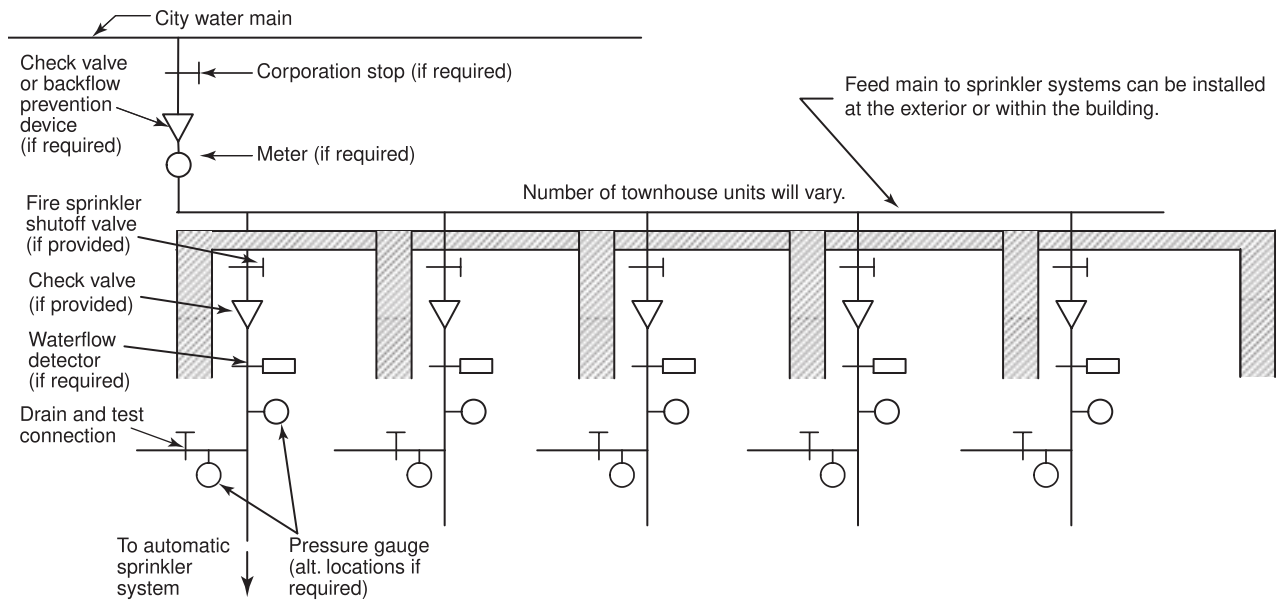 City water main
Check valve
or backflow
prevention
device
(if required)
Corporation stop (if required)
Meter (if required)
Feed main to sprinkler systems can be installed
at the exterior or within the building.
Number of townhouse units will vary.
Fire sprinkler
shutoff valve
(if provided)
Check valve
(if provided)
Waterflow
detector
(if required)
Drain and test
connection
To automatic
sprinkler
system
Pressure gauge
(alt. locations if
required)